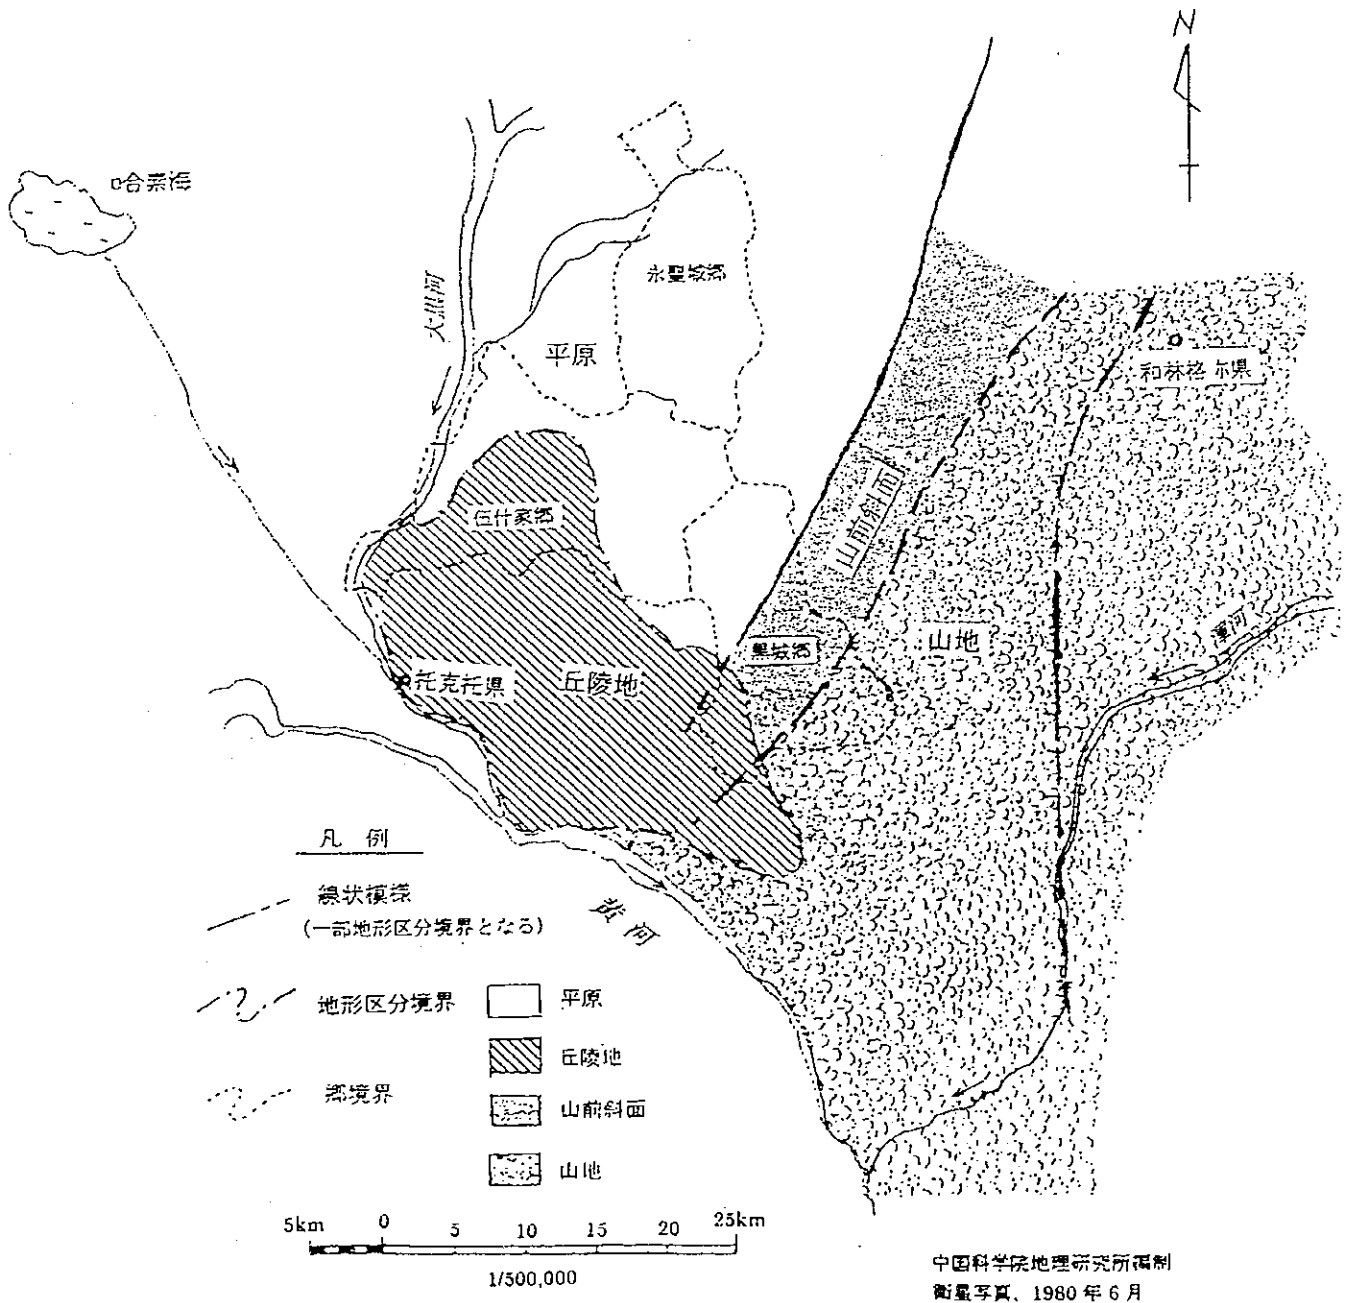 N
哈素海
大黒河
永聖域郷
平原
和林格尔県
山前斜面
伍什家郷
黒城郷
山地
渾河
托克托県
丘陵地
黄河
凡 例
線状模様
(一部地形区分境界となる)
地形区分境界
平原
丘陵地
郷境界
山前斜面
山地
5km 0 5 10 15 20 25km
1/500,000
中国科学院地理研究所編制
衛星写真、1980年6月